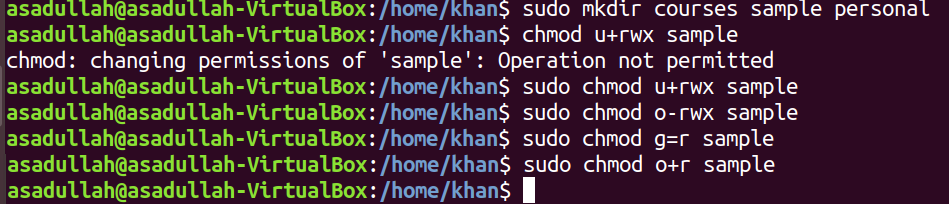 asadullah@asadullah-VirtualBox:/home/khan$ sudo mkdir courses sample personal
asadullah@asadullah-VirtualBox:/home/khan$ chmod u+rwx sample
chmod: changing permissions of 'sample': Operation not permitted
asadullah@asadullah-VirtualBox:/home/khan$ sudo chmod u+rwx sample
asadullah@asadullah-VirtualBox:/home/khan$ sudo chmod o-rwx sample
asadullah@asadullah-VirtualBox:/home/khan$ sudo chmod g=r sample
asadullah@asadullah-VirtualBox:/home/khan$ sudo chmod o+r sample
asadullah@asadullah-VirtualBox:/home/khan$